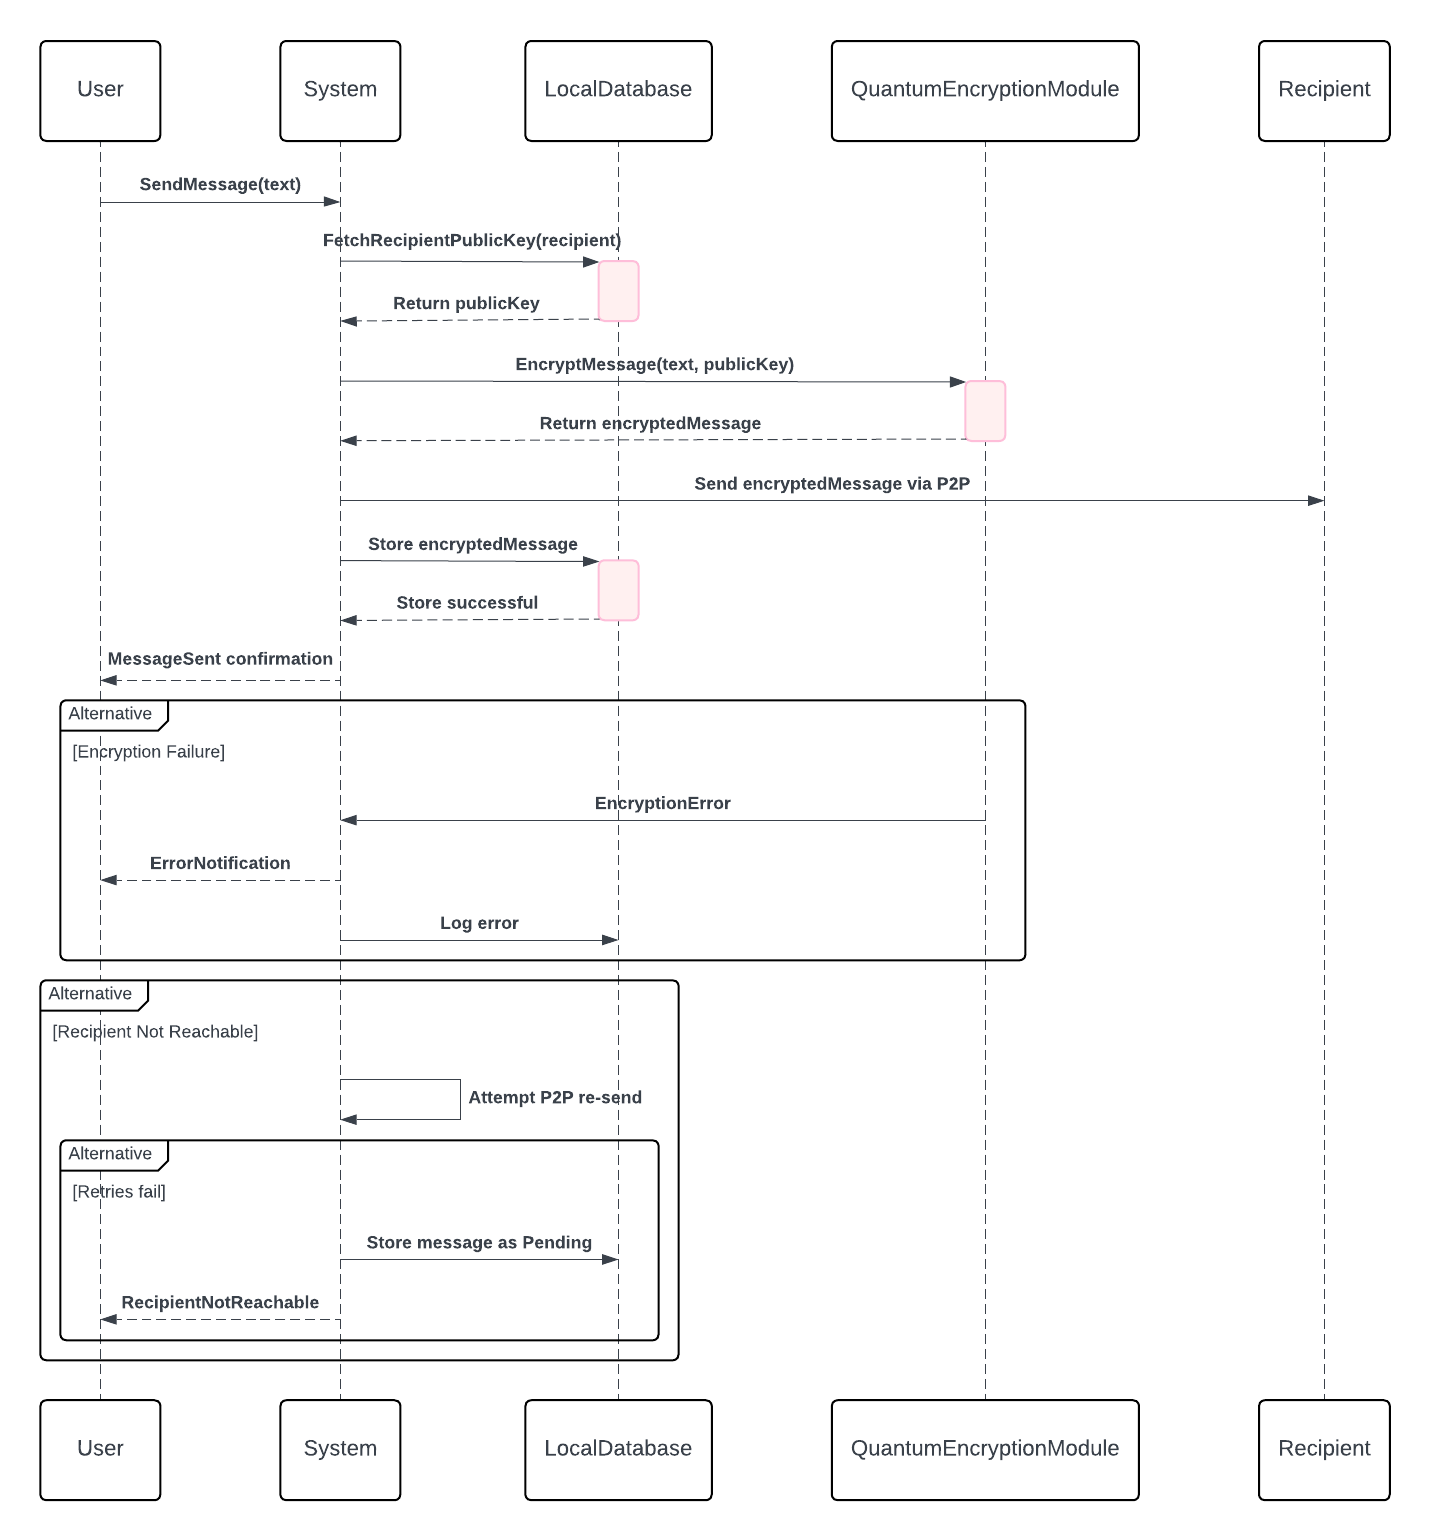 User
System
LocalDatabase
QuantumEncryptionModule
Recipient
SendMessage(text)
FetchRecipientPublicKey(recipient)
Return publicKey
EncryptMessage(text, publicKey)
Return encryptedMessage
Send encryptedMessage via P2P
Store encryptedMessage
Store successful
MessageSent confirmation
Alternative
[Encryption Failure]
EncryptionError
ErrorNotification
Log error
Alternative
[Recipient Not Reachable]
Attempt P2P re-send
Alternative
[Retries fail]
Store message as Pending
RecipientNotReachable
User
System
LocalDatabase
QuantumEncryptionModule
Recipient